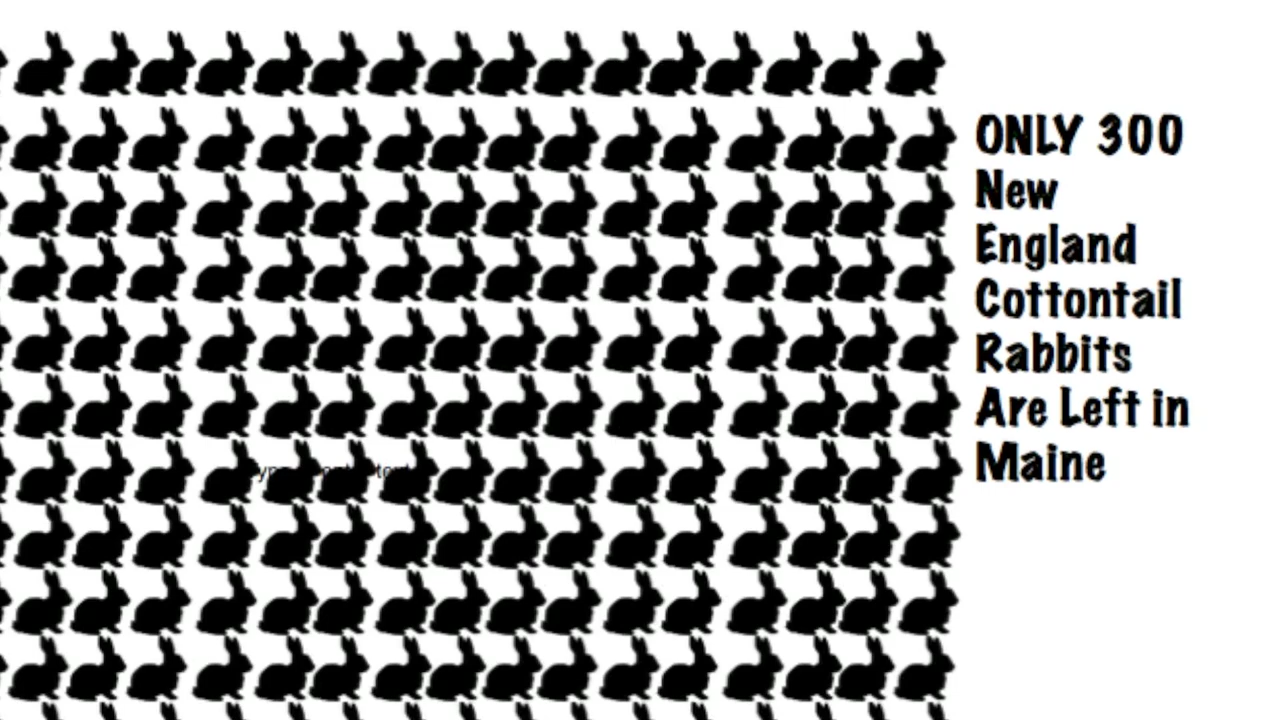 ONLY 300
New
England
Cottontail
Rabbits
Are Left in
Maine